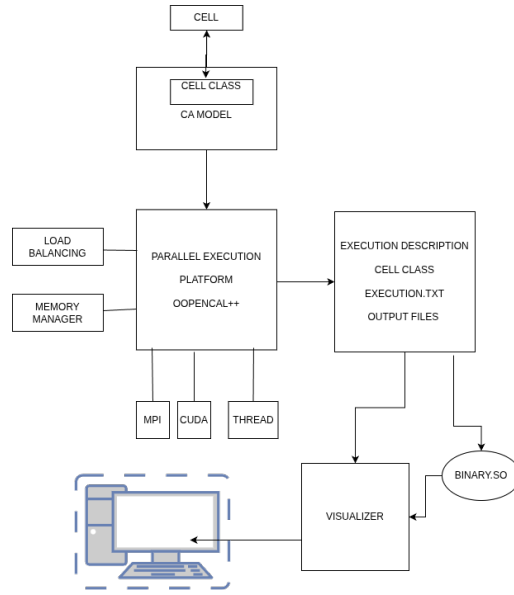 CELL
CELL CLASS
CA MODEL
LOAD
BALANCING
MEMORY
MANAGER
PARALLEL EXECUTION
PLATFORM
OOPENCAL++
EXECUTION DESCRIPTION
CELL CLASS
EXECUTION.TXT
OUTPUT FILES
MPI
CUDA
THREAD
BINARY.SO
VISUALIZER